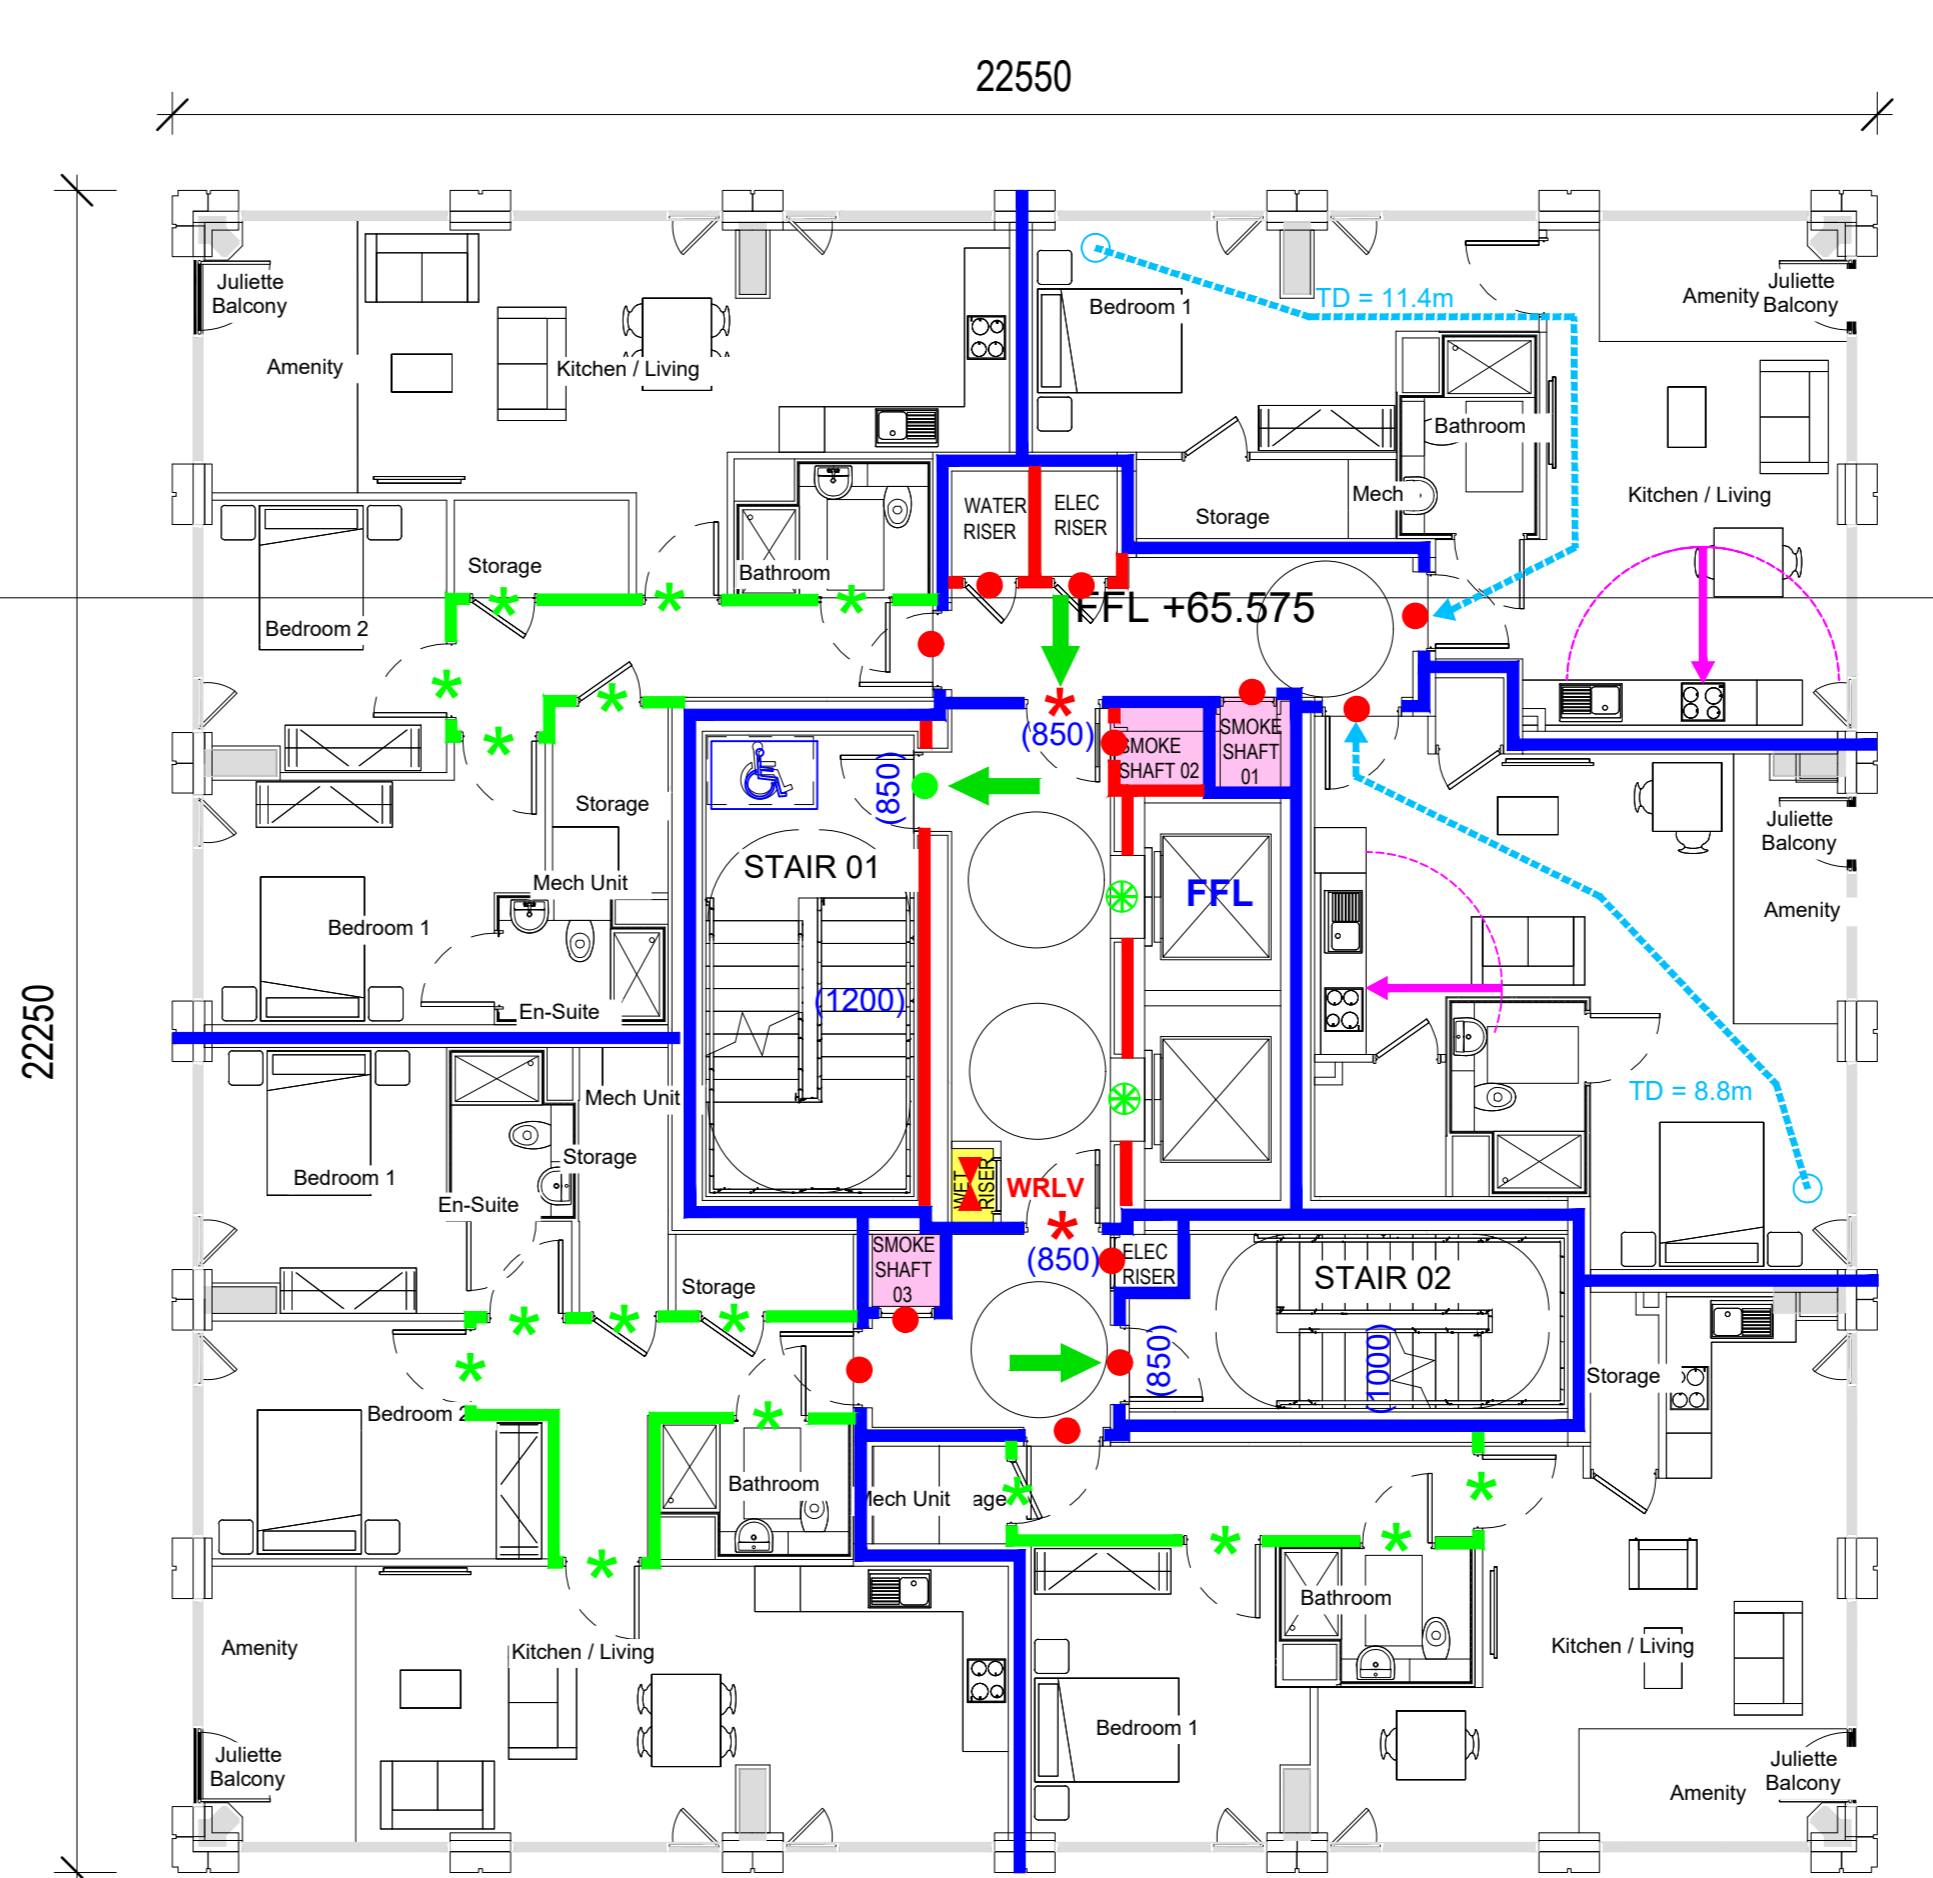 22550
22250
Juliette
Balcony
Amenity
Kitchen / Living
Bedroom 1
TD = 11.4m
Amenity
Juliette
Balcony
Bathroom
Kitchen / Living
Mech
Storage
WATER
RISER
ELEC
RISER
Storage
Bathroom
Bedroom 2
FFL +65.575
(850)
SMOKE
SHAFT 02
SMOKE
SHAFT
01
(850)
STAIR 01
(1200)
FFL
Storage
Mech Unit
Bedroom 1
En-Suite
Juliette
Balcony
Amenity
TD = 8.8m
Mech Unit
Storage
Bedroom 1
En-Suite
Storage
WET
RISER
WRLV
(850)
SMOKE
SHAFT
03
ELEC
RISER
STAIR 02
(850)
(1000)
Storage
Bedroom 2
Bathroom
Mech Unit
age
Bathroom
Kitchen / Living
Amenity
Kitchen / Living
Bedroom 1
Juliette
Balcony
Amenity
Juliette
Balcony